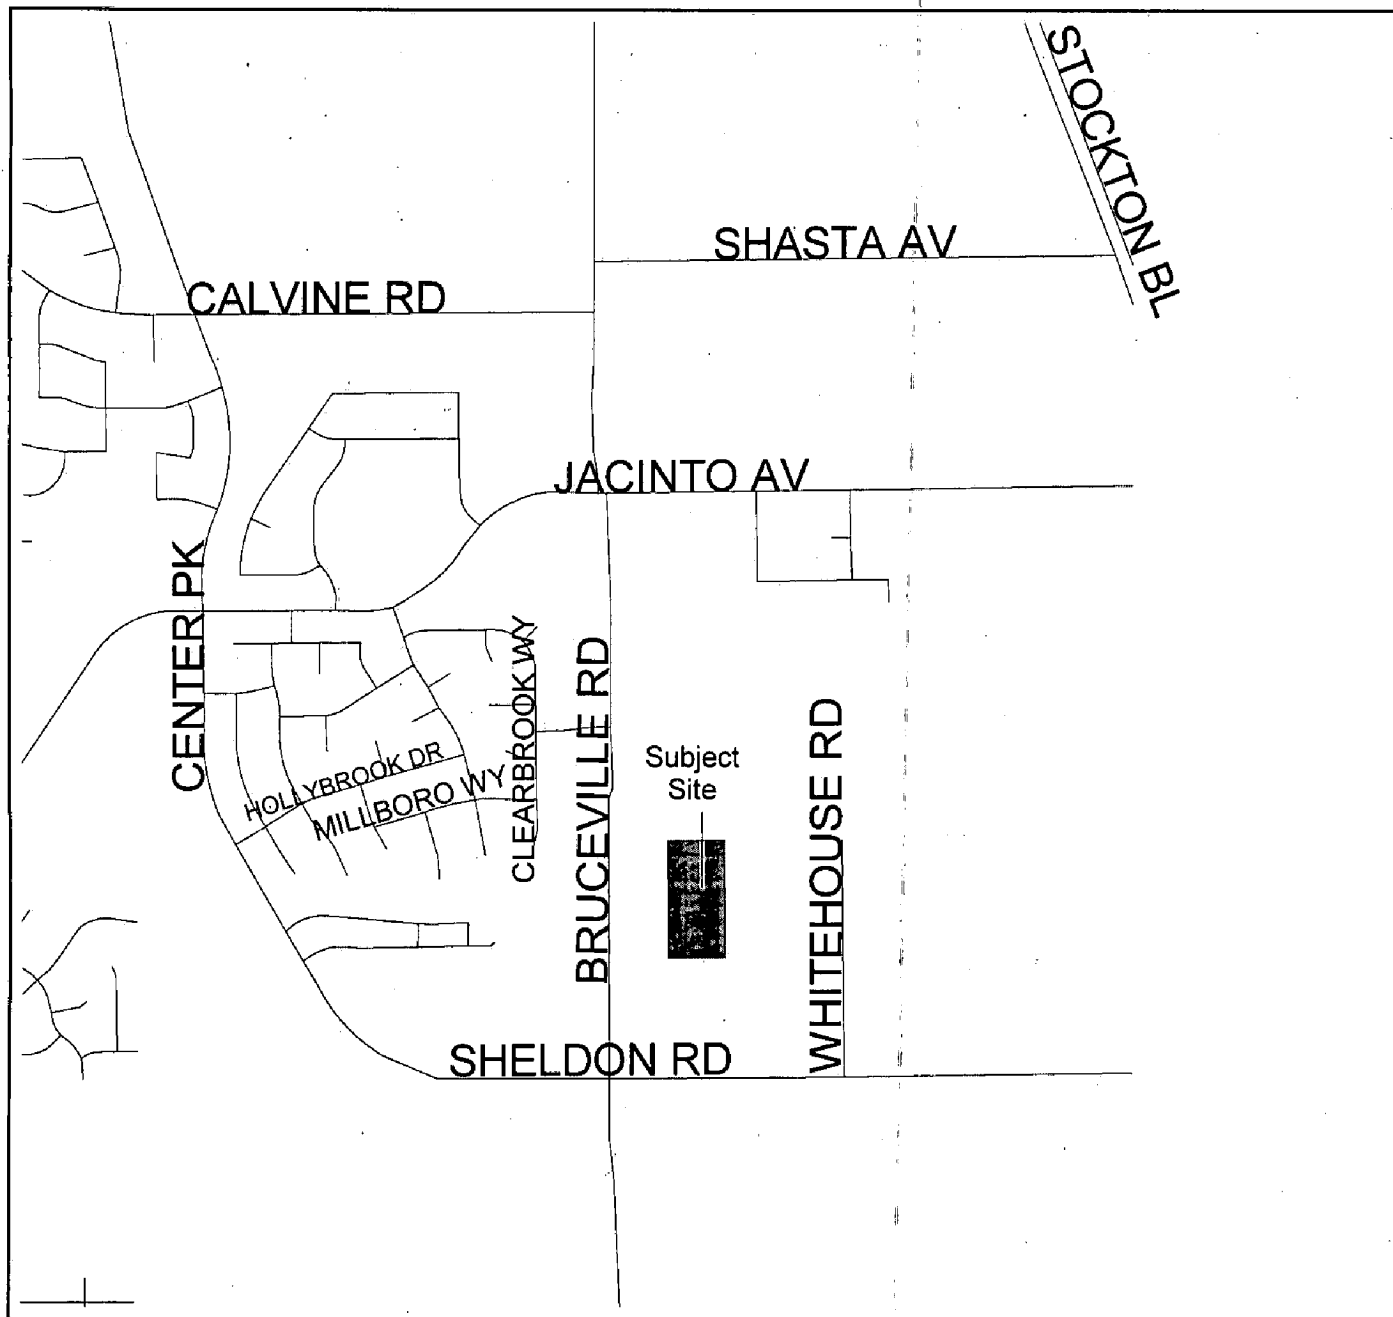 STOCKTON BL
SHASTA AV
CALVINE RD
JACINTO AV
CENTER PK
CLEARBROOK WY
BRUCEVILLE RD
WHITEHOUSE RD
Subject
Site
HOLLYBROOK DR
MILLBORO WY
SHELDON RD